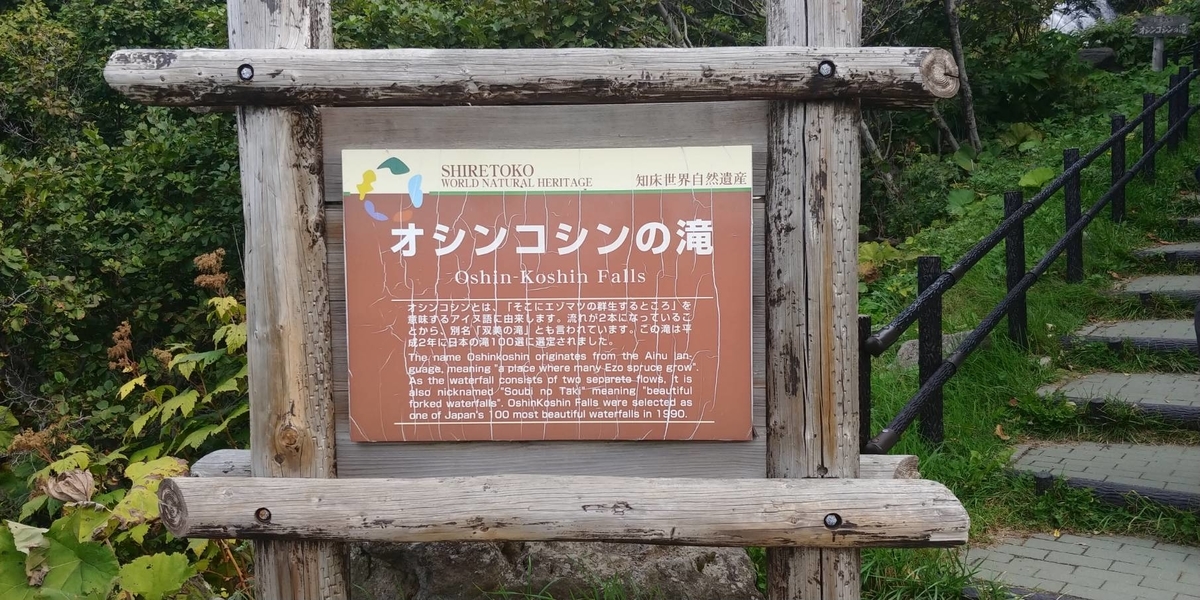 SHIRETOKO
WORLD NATURAL HERITAGE
知床世界自然遺産
オシンコシンの滝
Oshin-Koshin Falls
オシンコシンとは、「そこにエゾマツの群生するところ」を
意味するアイヌ語に由来します。流れが2本になっているこ
とから、別名「双美の滝」とも言われています。この滝は平
成2年に日本の滝100選に選定されました。
The name Oshinkoshin originates from the Ainu lan-
guage, meaning "a place where many Ezo spruce grow".
As the waterfall consists of two separate flows, it is
also nicknamed "Soubi no Taki" meaning "beautiful
forked waterfalls". OshinKoshin Falls were selected as
one of Japan's 100 most beautiful waterfalls in 1990.